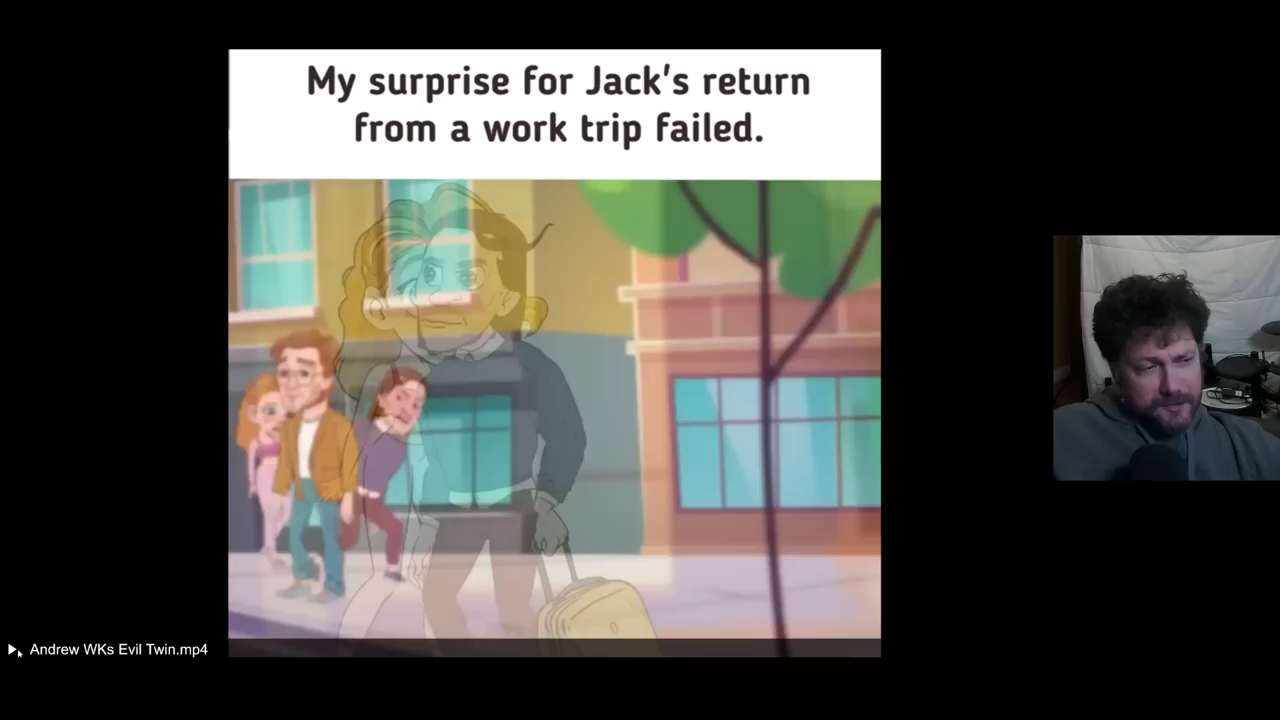 My surprise for Jack's return
from a work trip failed.
Andrew WKs Evil Twin.mp4